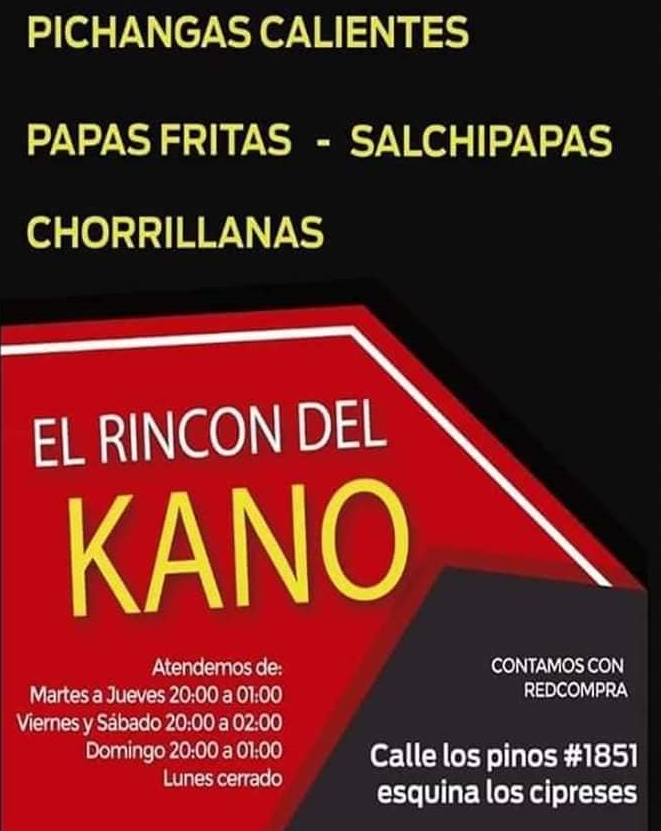 PICHANGAS CALIENTES
PAPAS FRITAS - SALCHIPAPAS
CHORRILLANAS
EL RINCON DEL
KANO
Atendemos de:
Martes a Jueves 20:00 a 01:00
Viernes y Sábado 20:00 a 02:00
Domingo 20:00 a 01:00
Lunes cerrado
CONTAMOS CON
REDCOMPRA
Calle los pinos #1851
esquina los cipreses